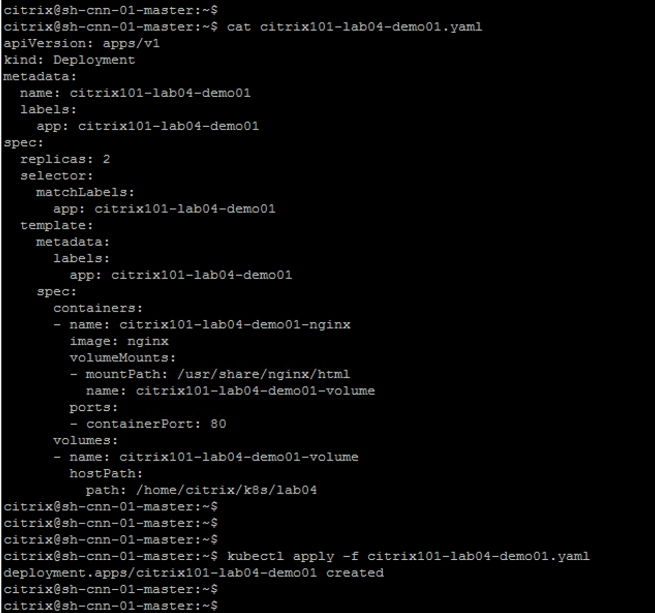 citrix@sh-cnn-01-master:~$
citrix@sh-cnn-01-master:~$ cat citrix101-lab04-demo01.yaml
apiVersion: apps/v1
kind: Deployment
metadata:
  name: citrix101-lab04-demo01
  labels:
    app: citrix101-lab04-demo01
spec:
  replicas: 2
  selector:
    matchLabels:
      app: citrix101-lab04-demo01
  template:
    metadata:
      labels:
        app: citrix101-lab04-demo01
    spec:
      containers:
      - name: citrix101-lab04-demo01-nginx
        image: nginx
        volumeMounts:
        - mountPath: /usr/share/nginx/html
          name: citrix101-lab04-demo01-volume
        ports:
        - containerPort: 80
      volumes:
      - name: citrix101-lab04-demo01-volume
        hostPath:
          path: /home/citrix/k8s/lab04
citrix@sh-cnn-01-master:~$
citrix@sh-cnn-01-master:~$
citrix@sh-cnn-01-master:~$
citrix@sh-cnn-01-master:~$ kubectl apply -f citrix101-lab04-demo01.yaml
deployment.apps/citrix101-lab04-demo01 created
citrix@sh-cnn-01-master:~$
citrix@sh-cnn-01-master:~$